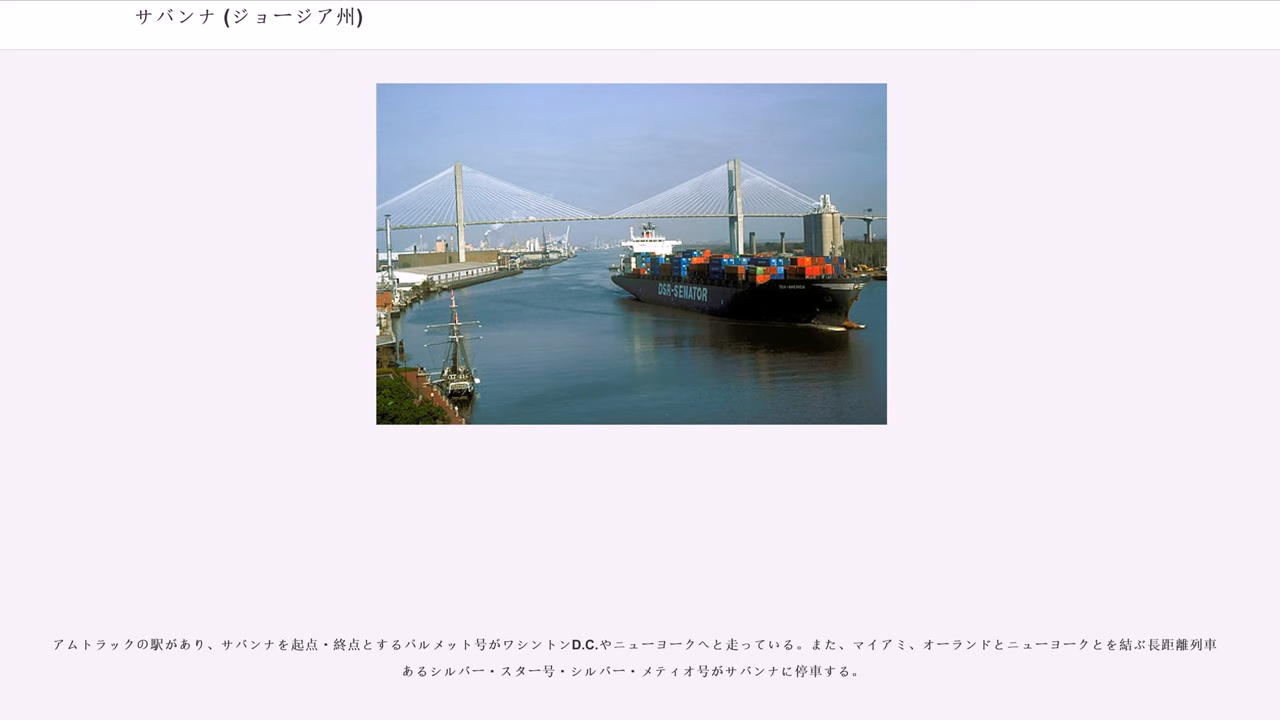 サバンナ (ジョージア州)
DSR-SENATOR
アムトラックの駅があり、サバンナを起点・終点とするパルメット号がワシントンD.C.やニューヨークへと走っている。また、マイアミ、オーランドとニューヨークとを結ぶ長距離列車
あるシルバー・スター号・シルバー・メティオ号がサバンナに停車する。